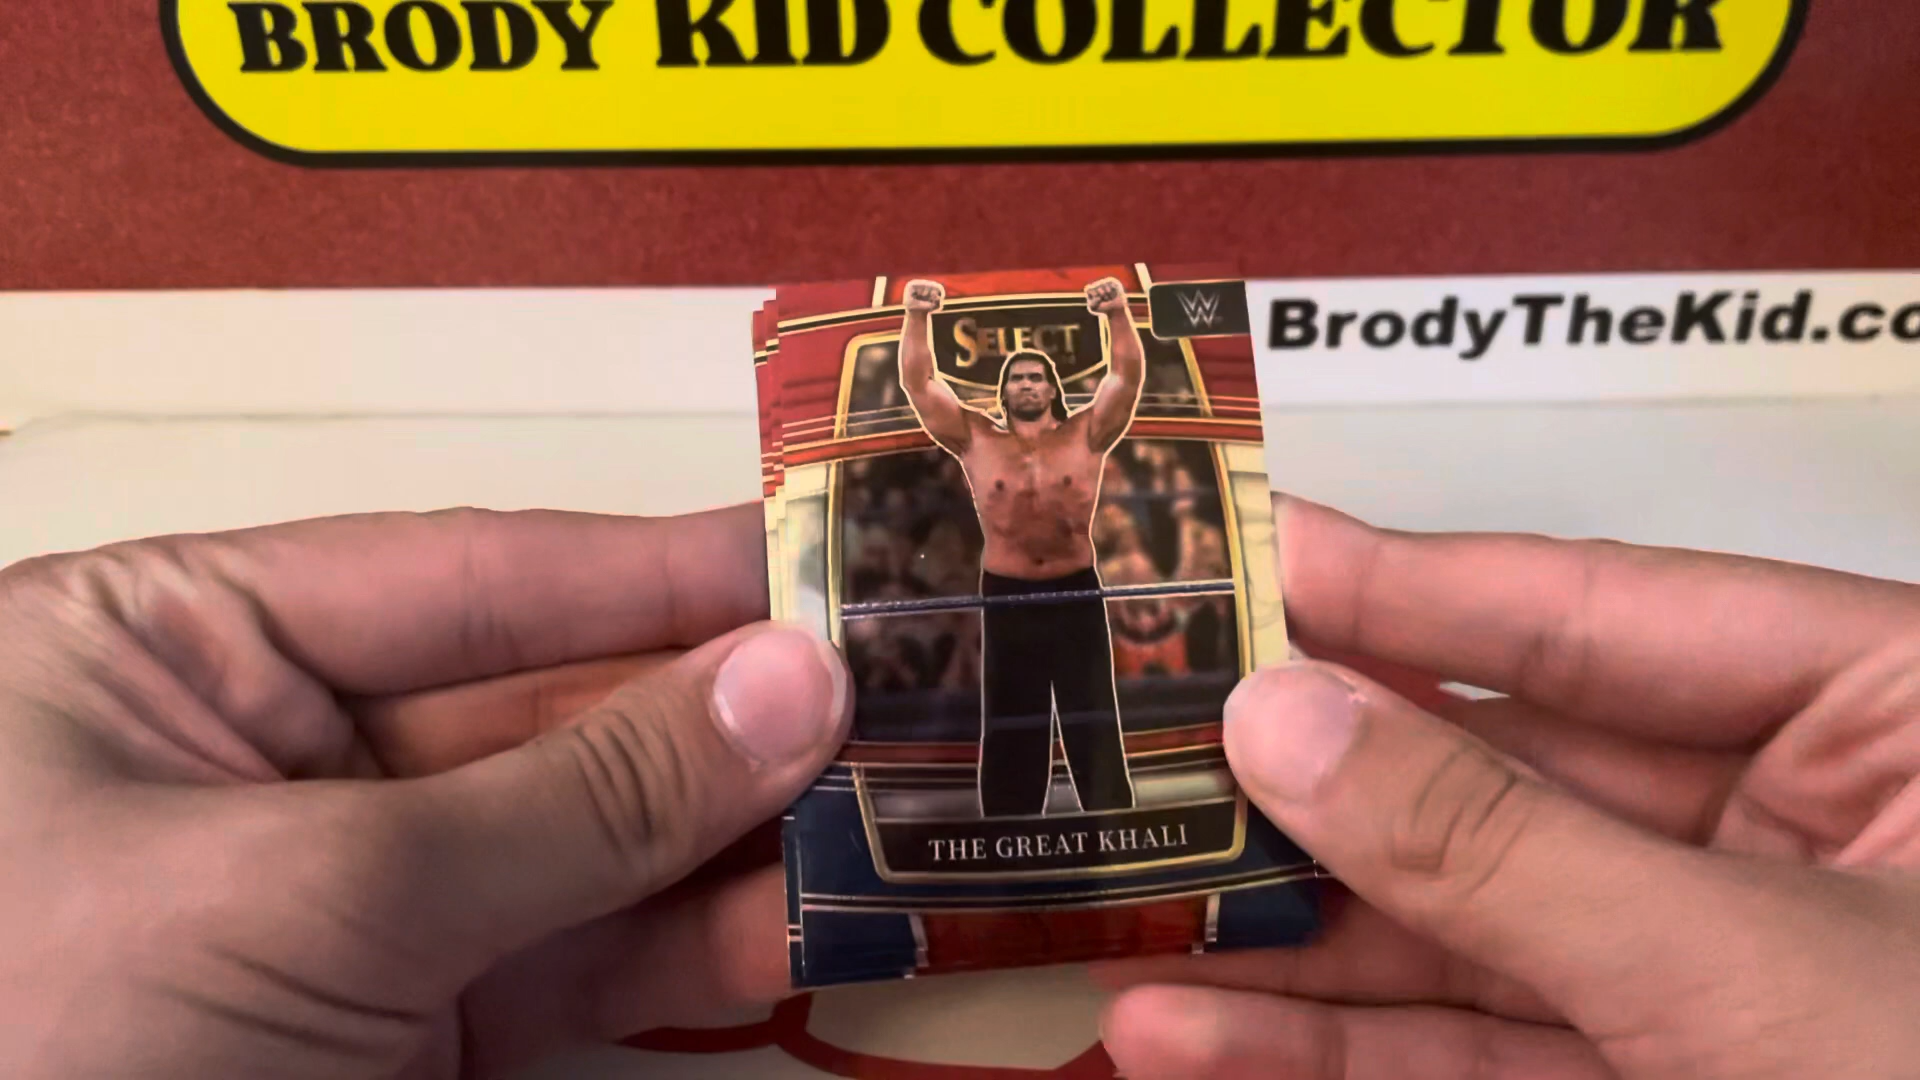 BRODY KID COLLECTOR
BrodyTheKid.co
W
SELECT
THE GREAT KHALI